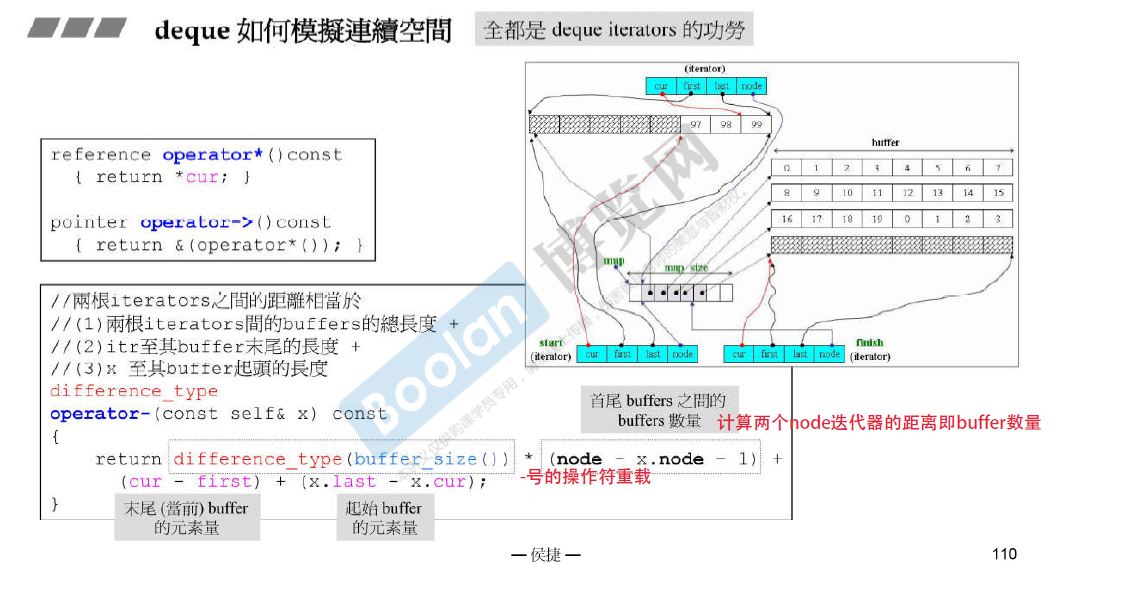 deque 如何模擬連續空間
全都是 deque iterators 的功勞
reference operator*()const
{ return *cur; }
pointer operator->()const
{ return &(operator*()); }
//兩根iterators之間的距離相當於
//(1)兩根iterators間的buffers的總長度 +
//(2)itr至其buffer末尾的長度 +
//(3)x 至其buffer起頭的長度
difference_type
operator-(const self& x) const
{
return difference_type(buffer_size()) * (node - x.node - 1) +
(cur - first) + (x.last - x.cur);
}
末尾 (當前) buffer
的元素量
起始 buffer
的元素量
首尾 buffers 之間的
buffers 數量
计算两个node迭代器的距离即buffer数量
-号的操作符重载
(iterator)
cur first last node
97 98 99
buffer
0 1 2 3 4 5 6 7
8 9 10 11 12 13 14 15
16 17 18 19 0 1 2 3
map
map size
start
(iterator)
cur first last node
cur first last node
finish
(iterator)
Boolan 博览网
— 侯捷 —
110